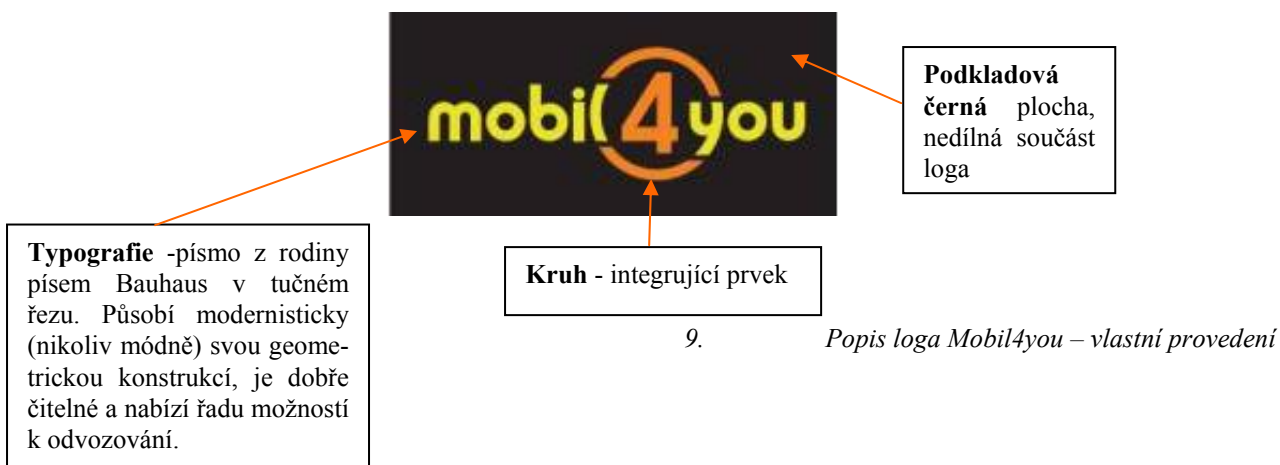 mobil4you
Podkladová
černá plocha,
nedílná součást
loga
Typografie -písmo z rodiny
písem Bauhaus v tučném
řezu. Působí modernisticky
(nikoliv módně) svou geome-
trickou konstrukcí, je dobře
čitelné a nabízí řadu možností
k odvozování.
Kruh - integrující prvek
9. Popis loga Mobil4you – vlastní provedení